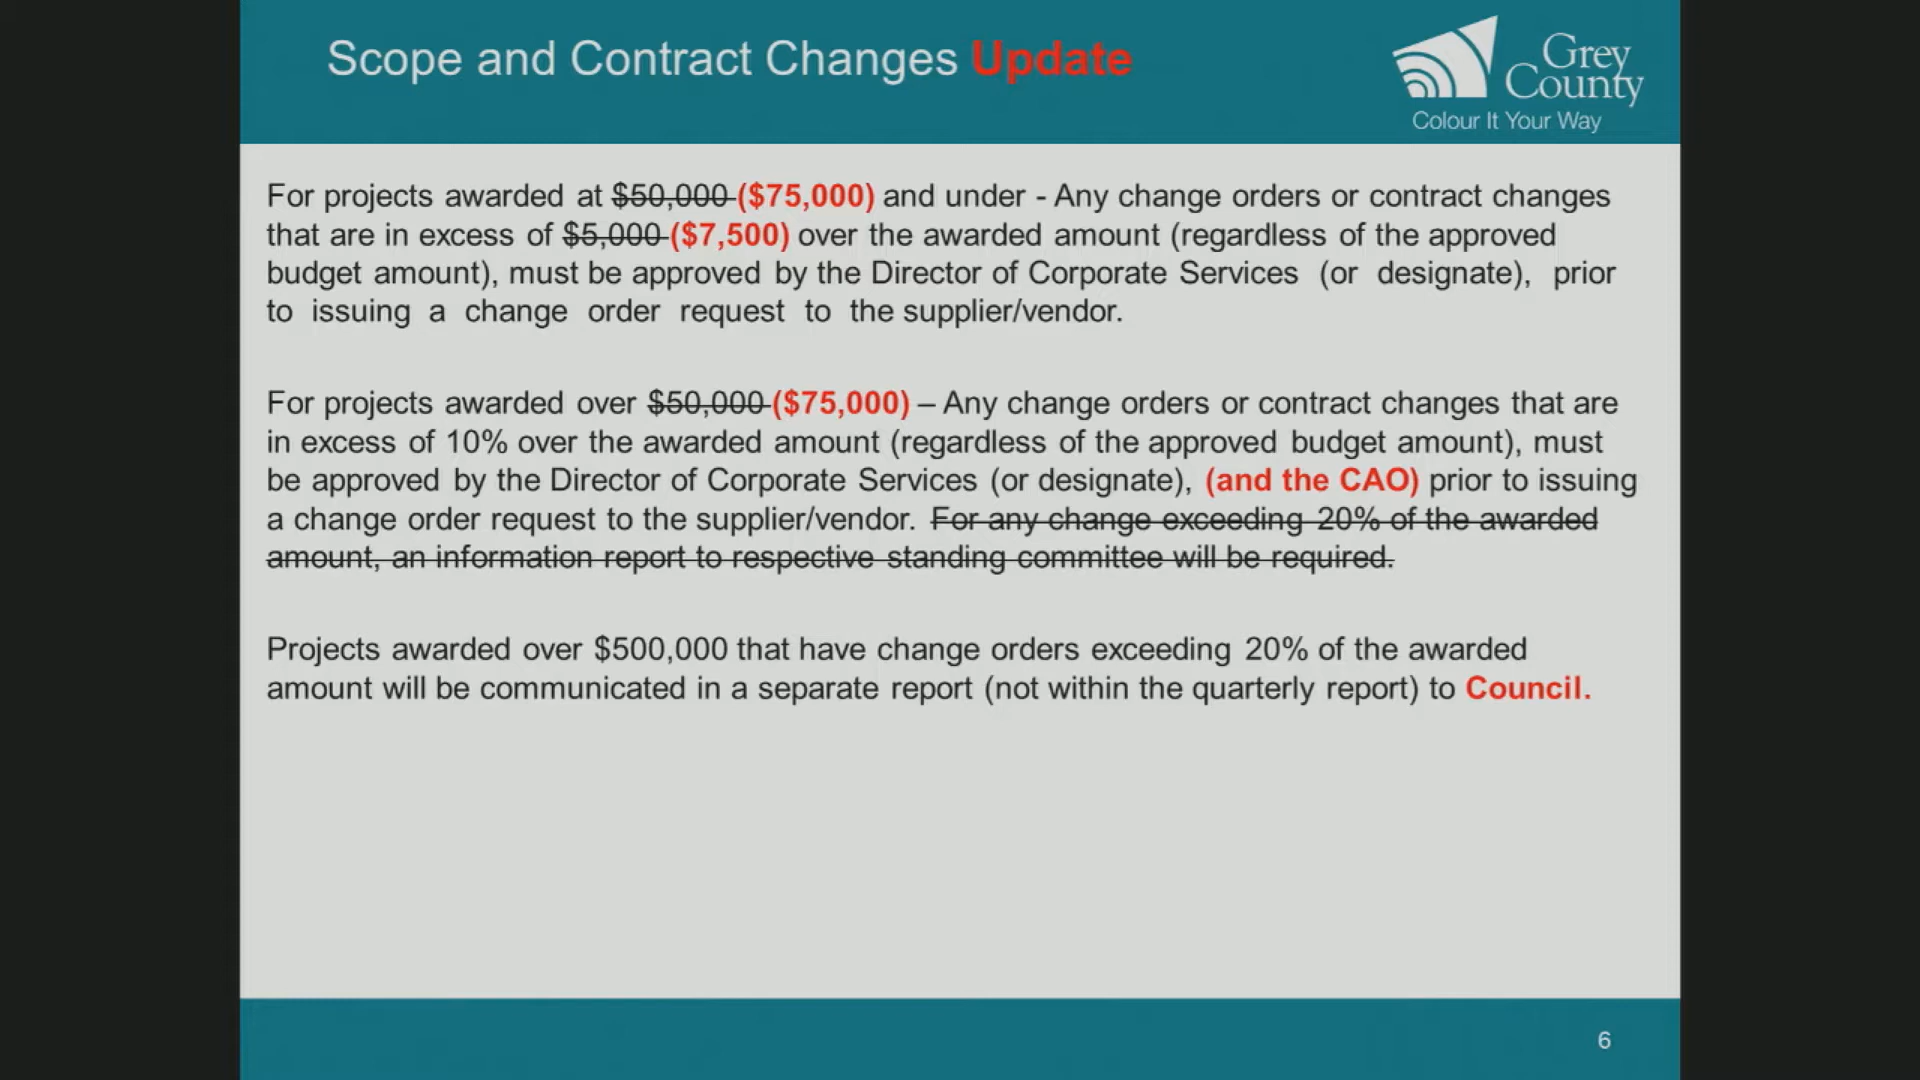 Scope and Contract Changes Update
Grey
County
Colour It Your Way
For projects awarded at $50,000 ($75,000) and under - Any change orders or contract changes
that are in excess of $5,000 ($7,500) over the awarded amount (regardless of the approved
budget amount), must be approved by the Director of Corporate Services (or designate), prior
to issuing a change order request to the supplier/vendor.
For projects awarded over $50,000 ($75,000) – Any change orders or contract changes that are
in excess of 10% over the awarded amount (regardless of the approved budget amount), must
be approved by the Director of Corporate Services (or designate), (and the CAO) prior to issuing
a change order request to the supplier/vendor. For any change exceeding 20% of the awarded
amount, an information report to respective standing committee will be required.
Projects awarded over $500,000 that have change orders exceeding 20% of the awarded
amount will be communicated in a separate report (not within the quarterly report) to Council.
6